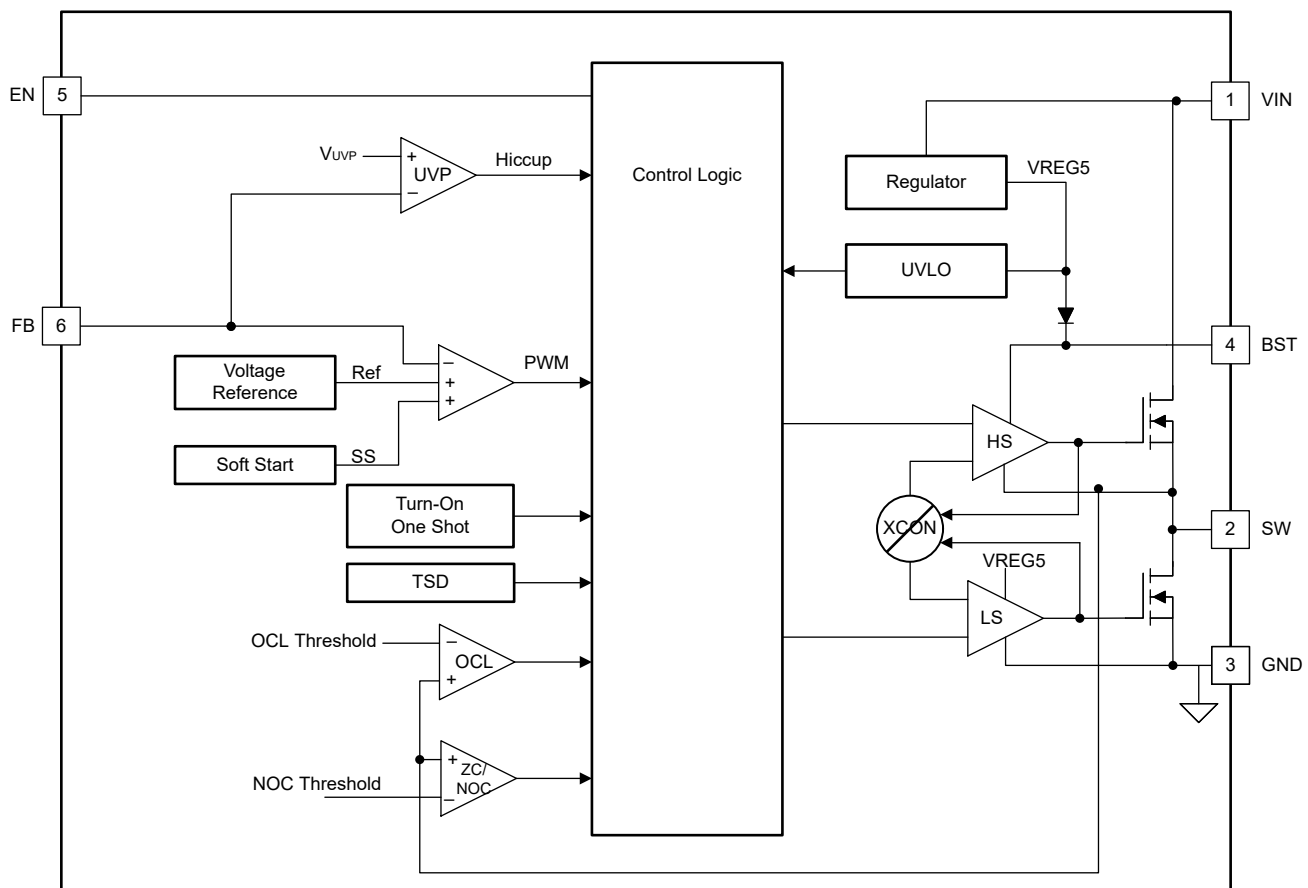 EN
5
VUVP
+
UVP
−
Hiccup
Control Logic
Regulator
VREG5
1
VIN
UVLO
FB
6
4
BST
Voltage
Reference
Ref
−
+
+
PWM
Soft Start
SS
HS
Turn-On
One Shot
XCON
2
SW
TSD
VREG5
LS
OCL Threshold
−
OCL
+
3
GND
+
ZC/
NOC
−
NOC Threshold